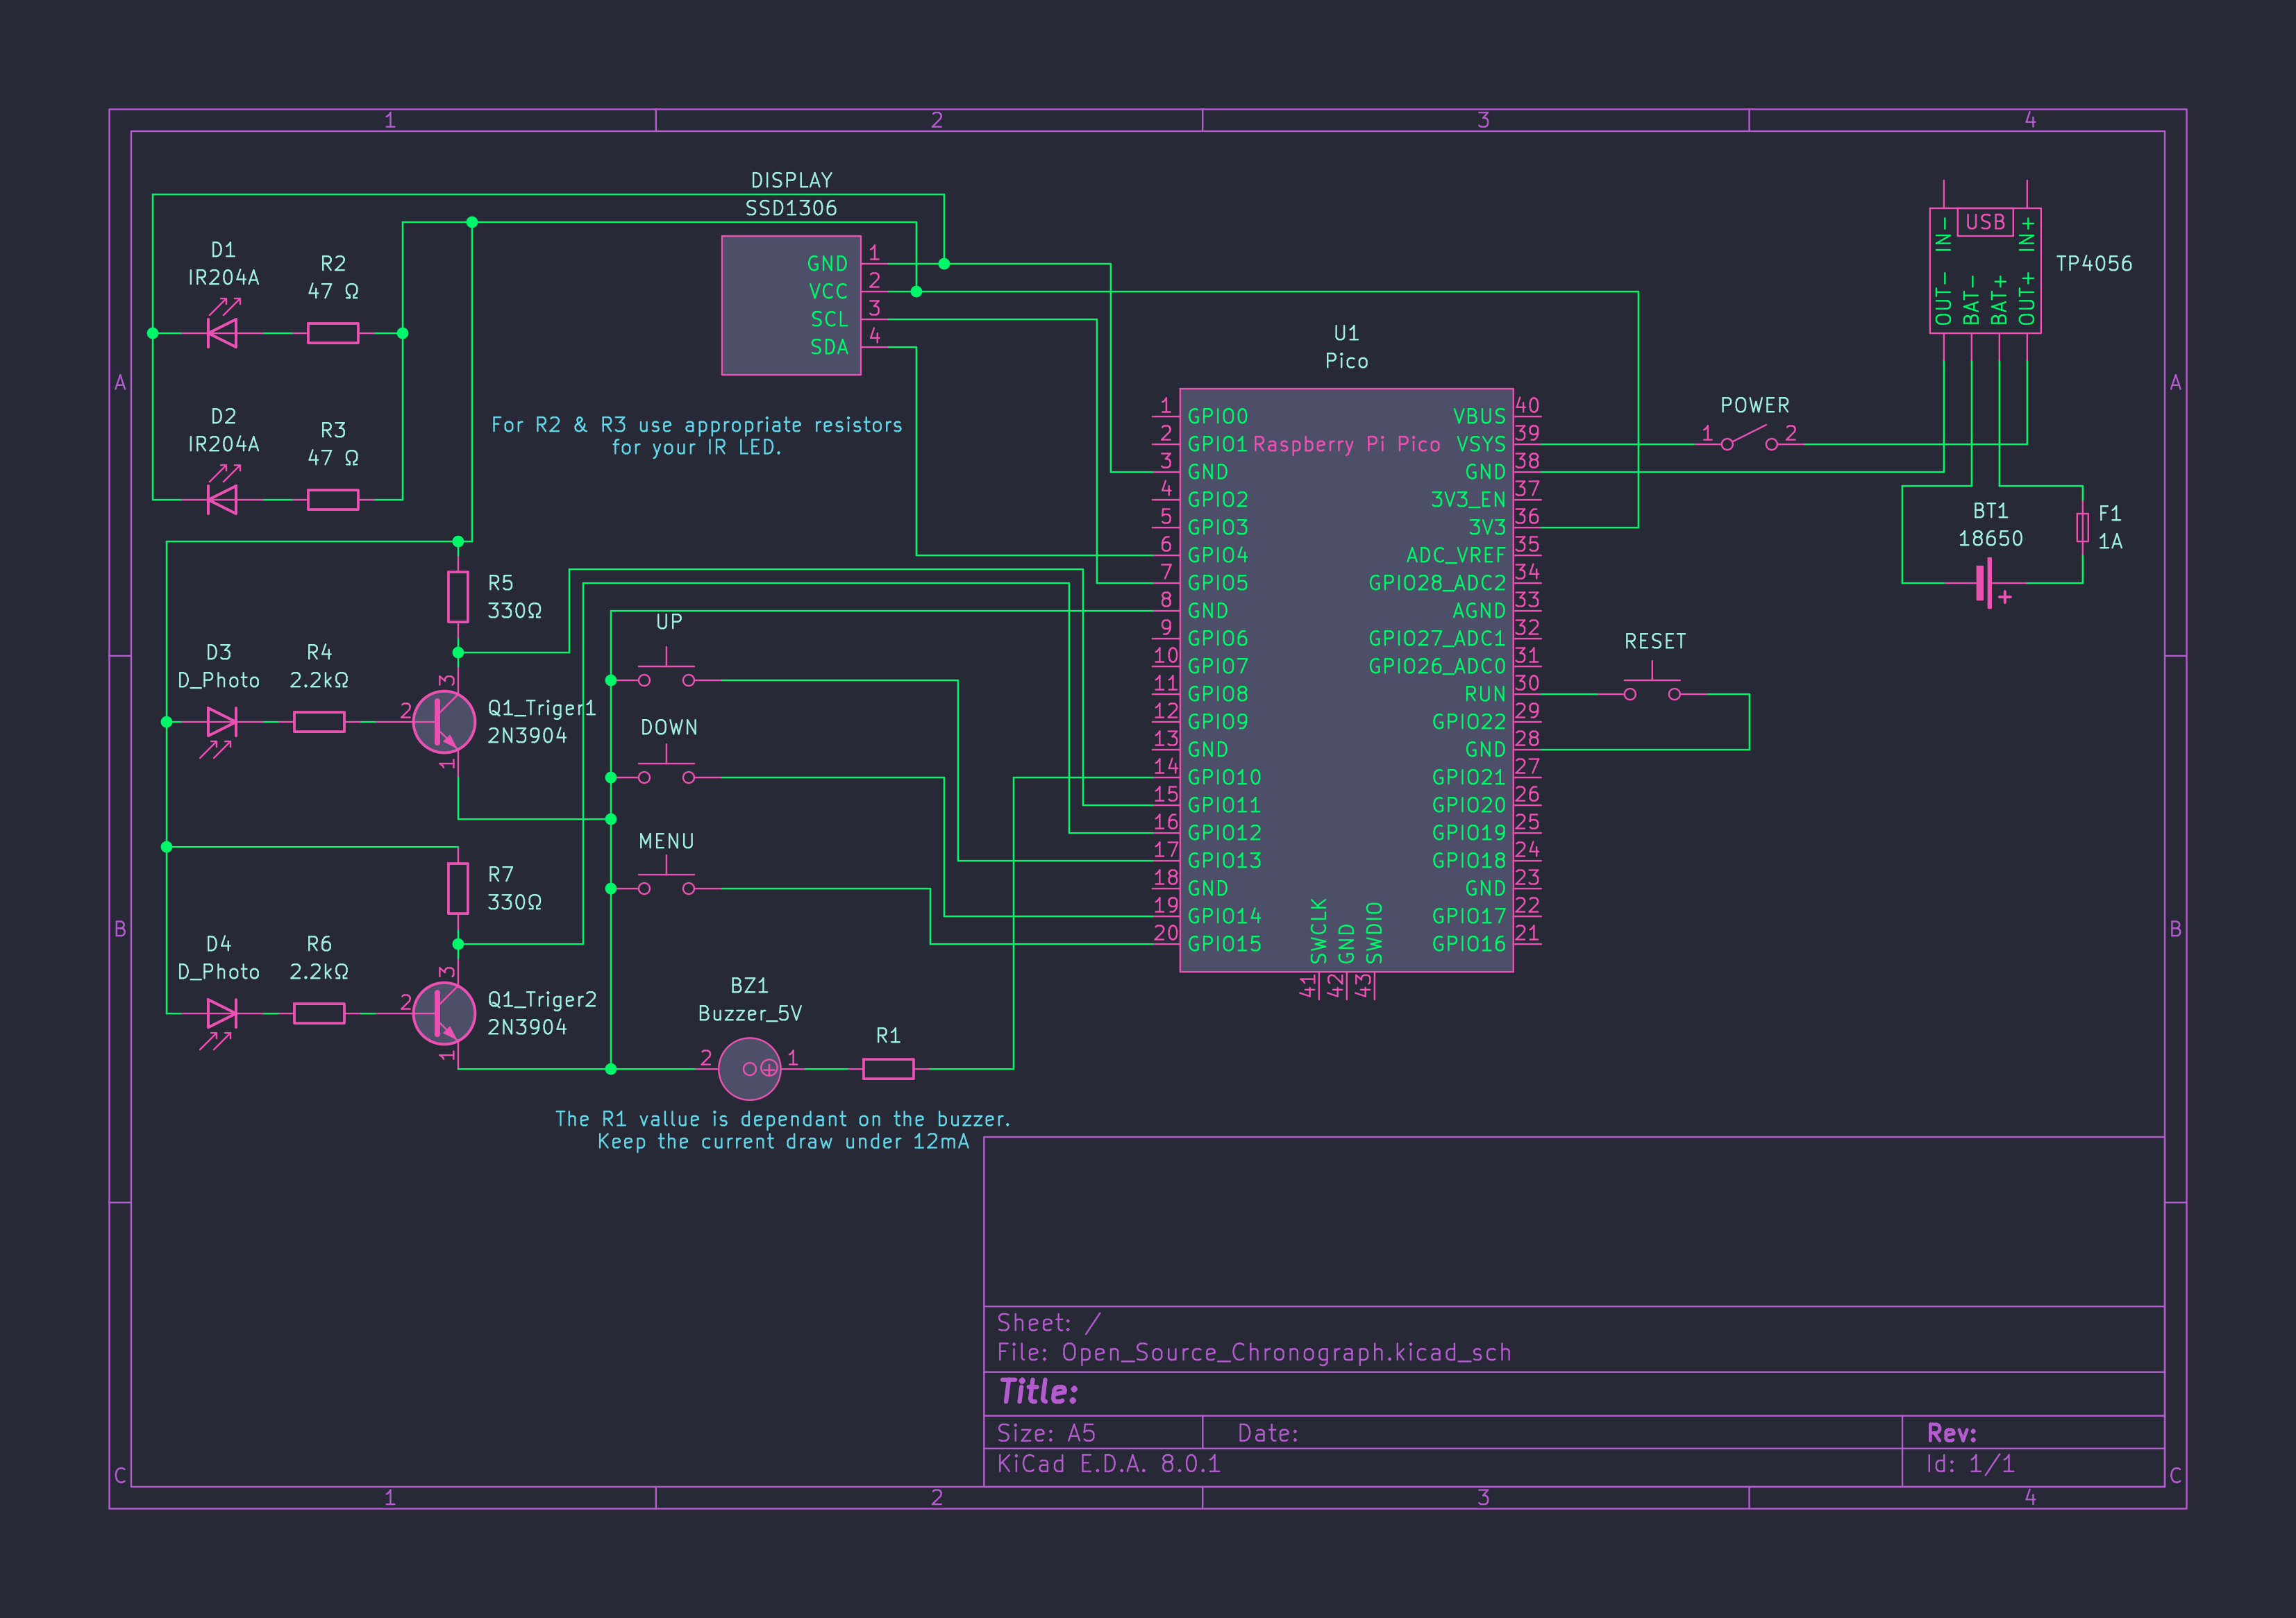 1 2 3 4
DISPLAY
SSD1306
D1
IR204A
R2
47 Ω
GND 1
VCC 2
SCL 3
SDA 4
USB
IN- IN+
OUT- BAT- BAT+ OUT+
TP4056
A A
D2
IR204A
R3
47 Ω
For R2 & R3 use appropriate resistors
for your IR LED.
U1
Pico
Raspberry Pi Pico
1 GPIO0 VBUS 40
2 GPIO1 VSYS 39
3 GND GND 38
4 GPIO2 3V3_EN 37
5 GPIO3 3V3 36
6 GPIO4 ADC_VREF 35
7 GPIO5 GPIO28_ADC2 34
8 GND AGND 33
9 GPIO6 GPIO27_ADC1 32
10 GPIO7 GPIO26_ADC0 31
11 GPIO8 RUN 30
12 GPIO9 GPIO22 29
13 GND GND 28
14 GPIO10 GPIO21 27
15 GPIO11 GPIO20 26
16 GPIO12 GPIO19 25
17 GPIO13 GPIO18 24
18 GND GND 23
19 GPIO14 GPIO17 22
20 GPIO15 GPIO16 21
SWCLK GND SWDIO
41 42 43
POWER
1 2
BT1
18650
+
F1
1A
RESET
R5
330Ω
UP
D3
D_Photo
R4
2.2kΩ
3
2
1
Q1_Triger1
2N3904
DOWN
MENU
R7
330Ω
B B
D4
D_Photo
R6
2.2kΩ
3
2
1
Q1_Triger2
2N3904
BZ1
Buzzer_5V
2 1
R1
The R1 vallue is dependant on the buzzer.
Keep the current draw under 12mA
Sheet: /
File: Open_Source_Chronograph.kicad_sch
Title:
Size: A5 Date: Rev:
KiCad E.D.A. 8.0.1 Id: 1/1
C C
1 2 3 4